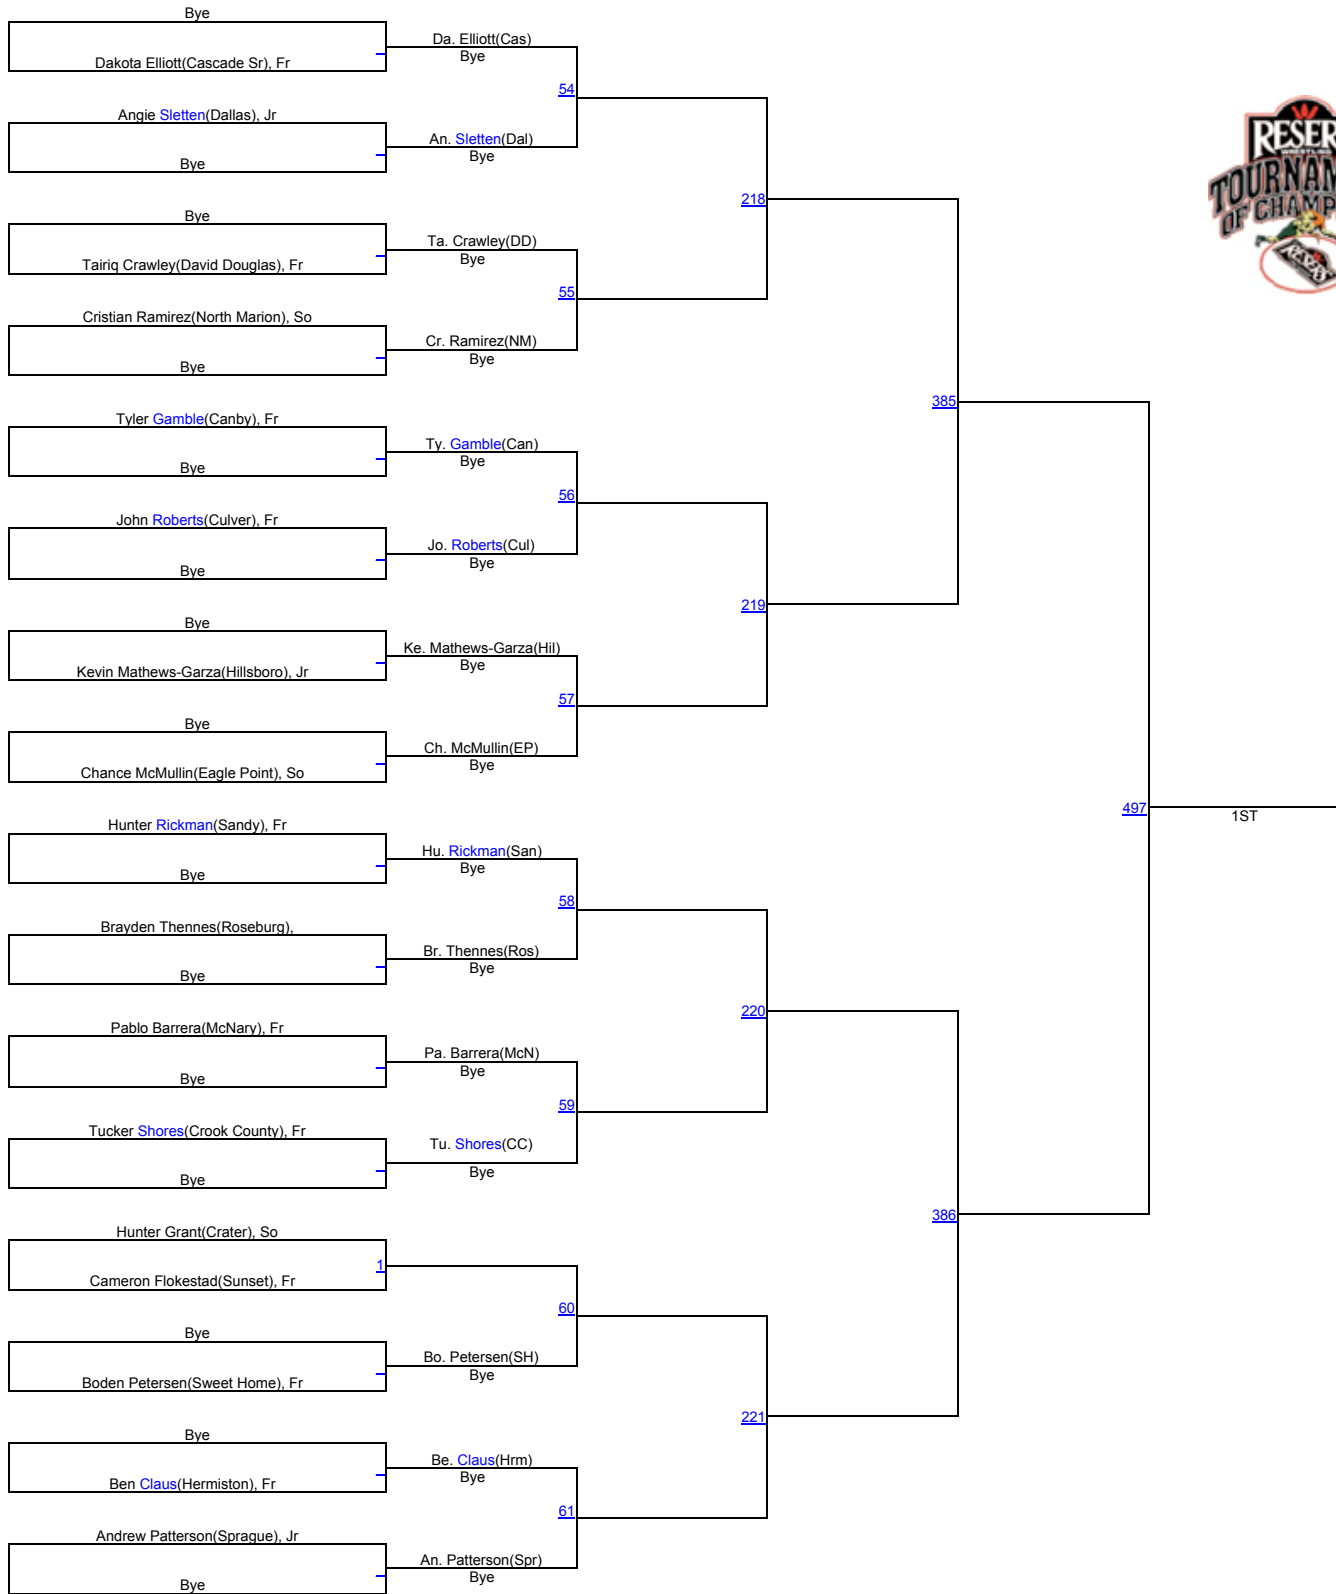 Bye
Dakota Elliott(Cascade Sr), Fr
Da. Elliott(Cas)
Bye
54
Angie Sletten(Dallas), Jr
Bye
An. Sletten(Dal)
Bye
218
Bye
Tairiq Crawley(David Douglas), Fr
Ta. Crawley(DD)
Bye
55
Cristian Ramirez(North Marion), So
Bye
Cr. Ramirez(NM)
Bye
385
Tyler Gamble(Canby), Fr
Bye
Ty. Gamble(Can)
Bye
56
John Roberts(Culver), Fr
Bye
Jo. Roberts(Cul)
Bye
219
Bye
Kevin Mathews-Garza(Hillsboro), Jr
Ke. Mathews-Garza(Hil)
Bye
57
Bye
Chance McMullin(Eagle Point), So
Ch. McMullin(EP)
Bye
497
1ST
Hunter Rickman(Sandy), Fr
Bye
Hu. Rickman(San)
Bye
58
Brayden Thennes(Roseburg),
Bye
Br. Thennes(Ros)
Bye
220
Pablo Barrera(McNary), Fr
Bye
Pa. Barrera(McN)
Bye
59
Tucker Shores(Crook County), Fr
Bye
Tu. Shores(CC)
Bye
386
Hunter Grant(Crater), So
1
Cameron Flokestad(Sunset), Fr
60
Bye
Boden Petersen(Sweet Home), Fr
Bo. Petersen(SH)
Bye
221
Bye
Ben Claus(Hermiston), Fr
Be. Claus(Hrm)
Bye
61
Andrew Patterson(Sprague), Jr
Bye
An. Patterson(Spr)
Bye
RESER
WRESTLING
TOURNAM
OF CHAMP